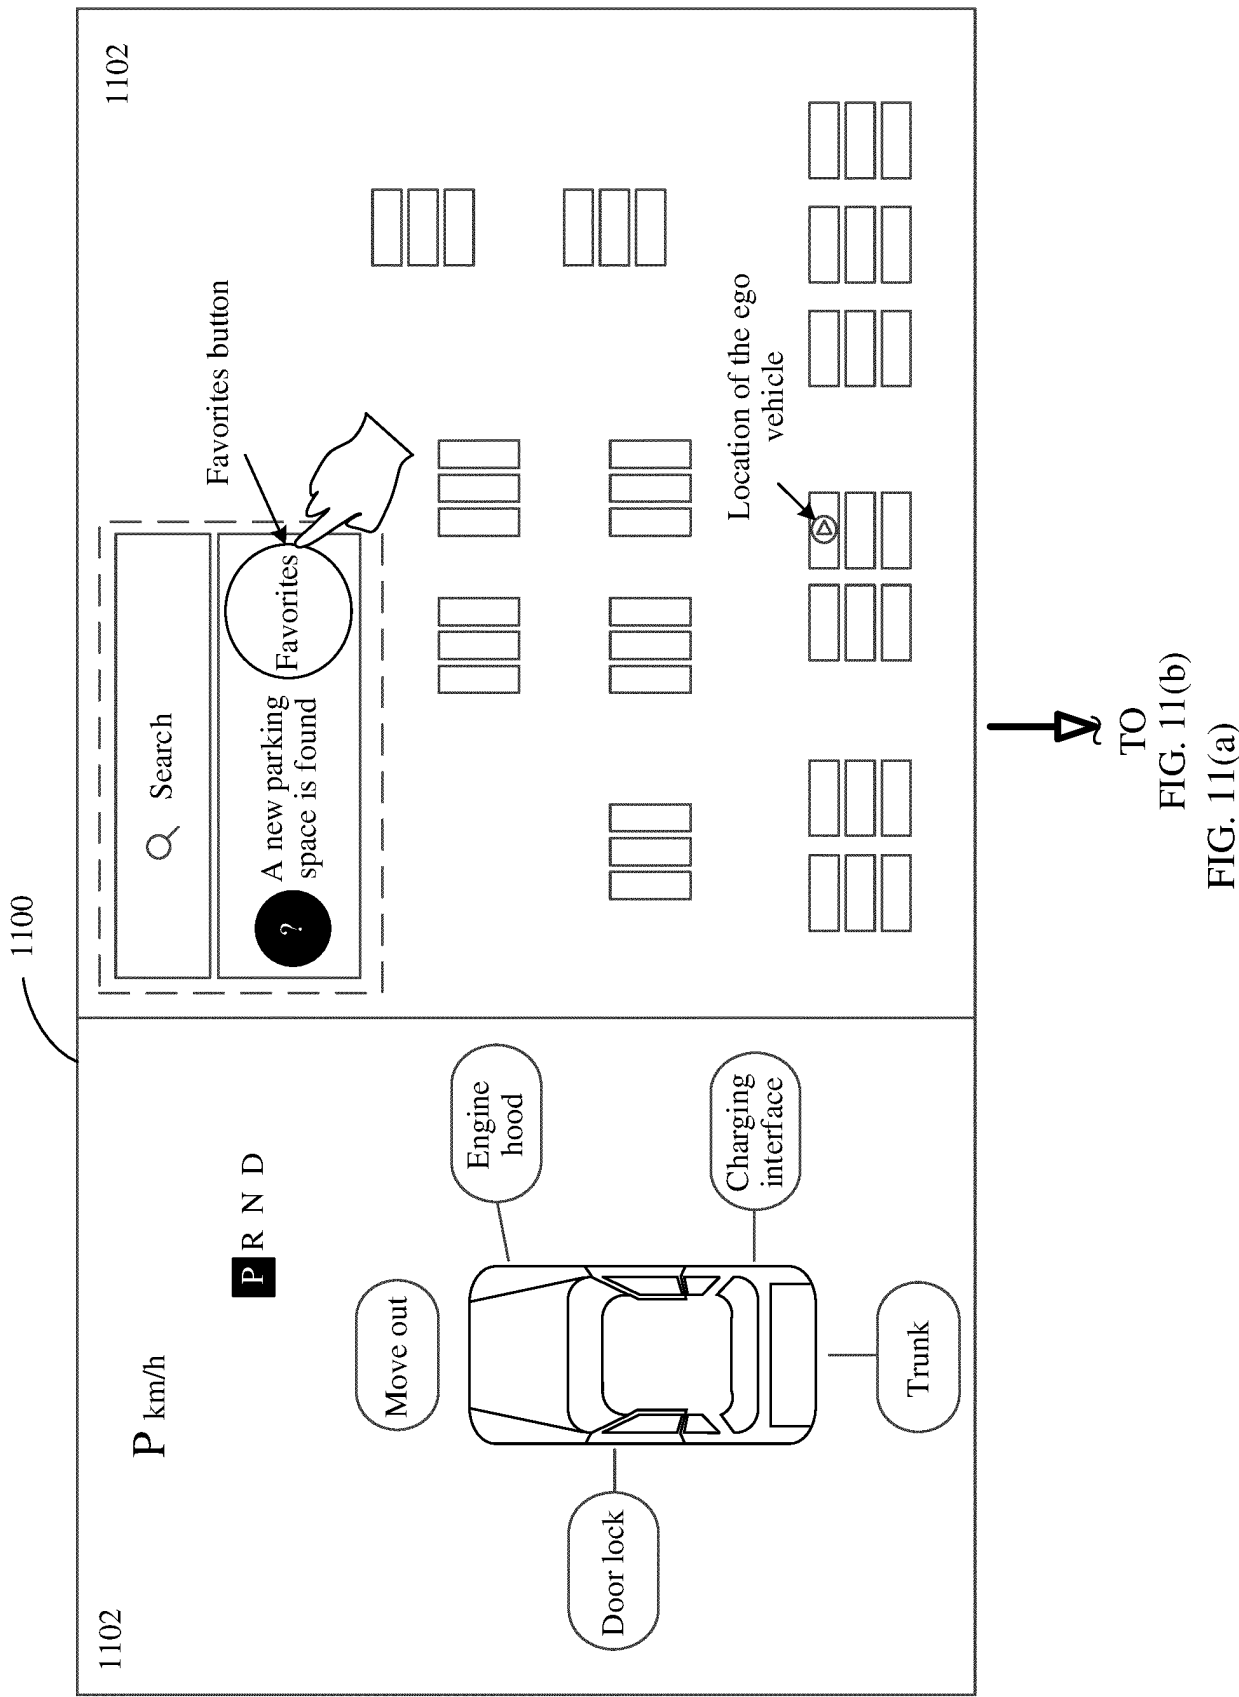 1100
1102
P km/h
P R N D
Move out
Engine
hood
Door lock
Charging
interface
Trunk
1102
Search
?
A new parking
space is found
Favorites
Favorites button
Location of the ego
vehicle
TO
FIG. 11(b)
FIG. 11(a)